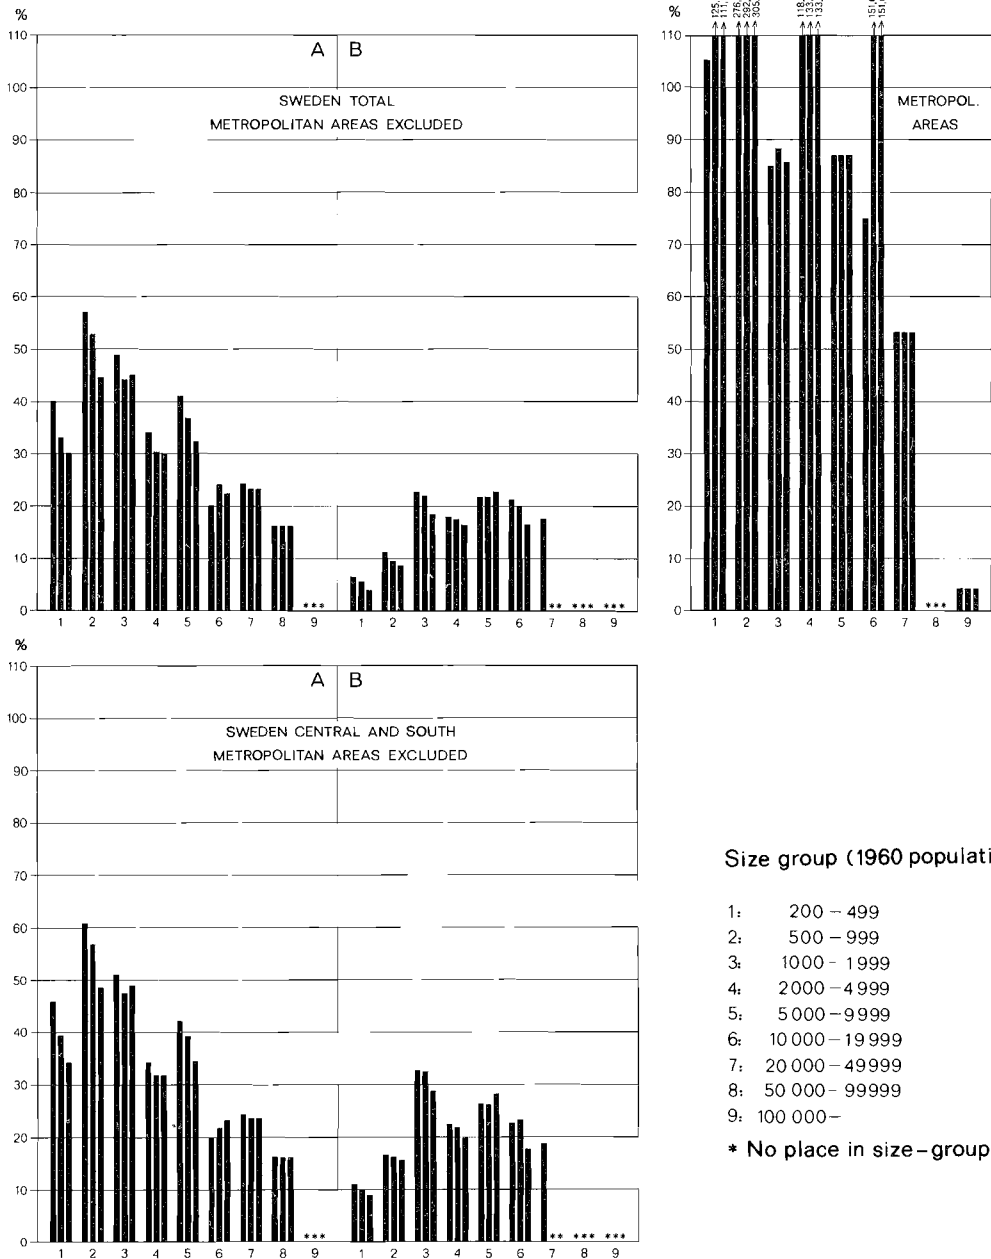 %
110
100
90
80
70
60
50
40
30
20
10
0
A B
SWEDEN TOTAL
METROPOLITAN AREAS EXCLUDED
*** ** *** ***
1 2 3 4 5 6 7 8 9 1 2 3 4 5 6 7 8 9
%
110
100
90
80
70
60
50
40
30
20
10
0
METROPOL.
AREAS
***
1 2 3 4 5 6 7 8 9
%
110
100
90
80
70
60
50
40
30
20
10
0
A B
SWEDEN CENTRAL AND SOUTH
METROPOLITAN AREAS EXCLUDED
*** ** *** ***
1 2 3 4 5 6 7 8 9 1 2 3 4 5 6 7 8 9
Size group (1960
1: 200 – 499
2: 500 – 999
3: 1000 – 1999
4: 2000 – 4999
5: 5000 – 9999
6: 10 000 – 19 999
7: 20 000 – 49999
8: 50 000 – 99999
9: 100 000 –
* No place in size-group